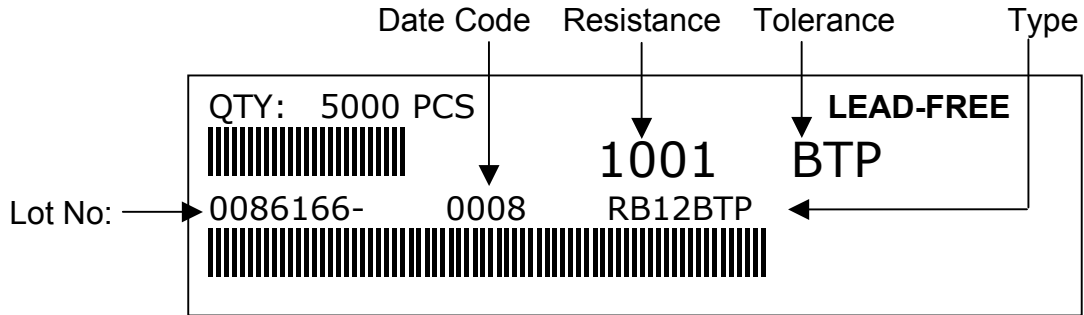 Date Code Resistance Tolerance Type
QTY: 5000 PCS LEAD-FREE
1001 BTP
Lot No: 0086166- 0008 RB12BTP